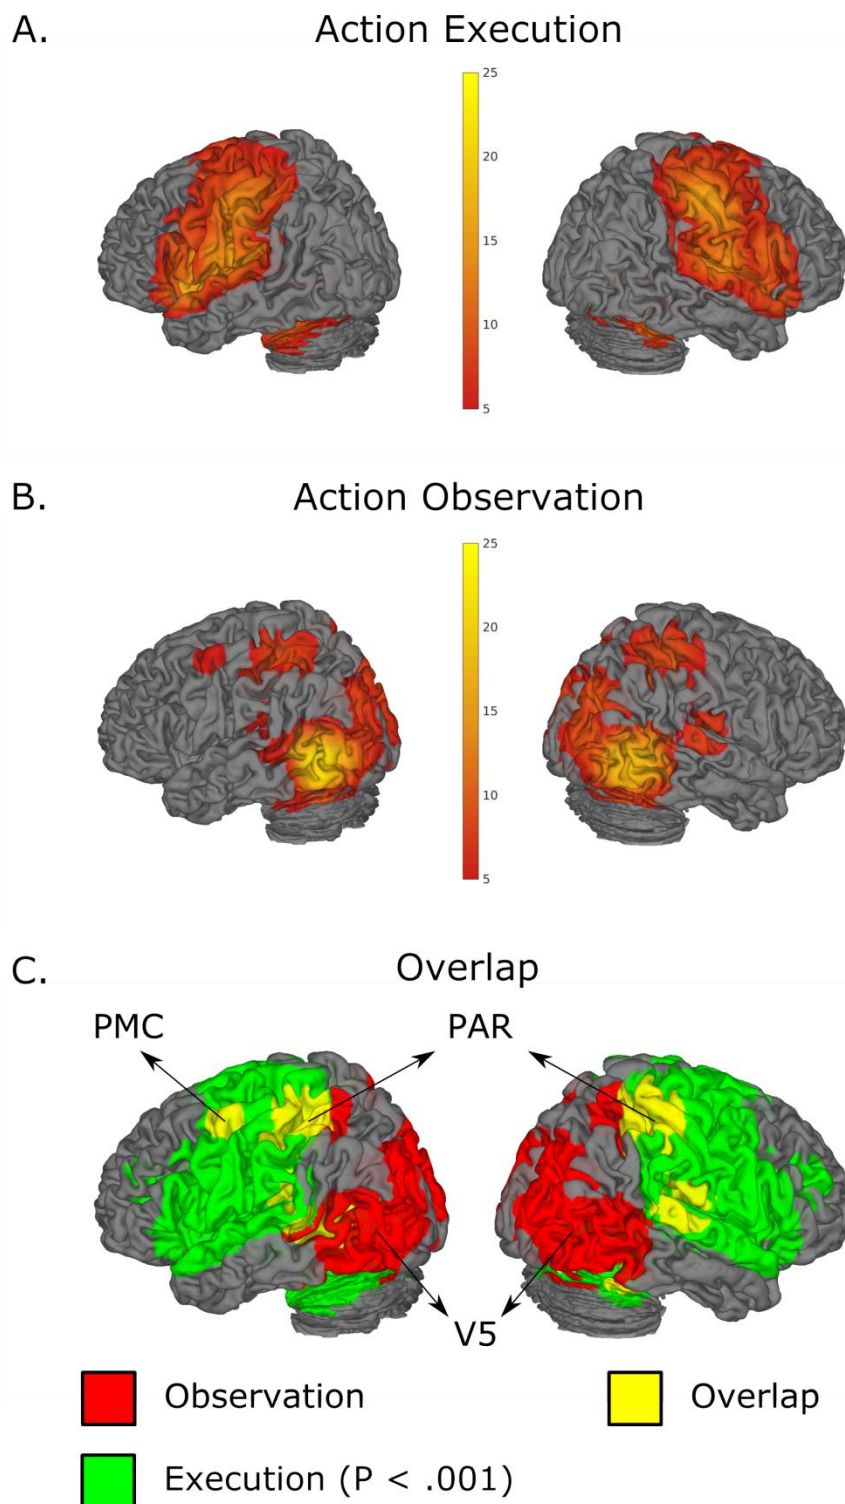 A. Action Execution
25
20
15
10
5
B. Action Observation
25
20
15
10
5
C. Overlap
PMC PAR
V5
Observation Overlap
Execution (P < .001)